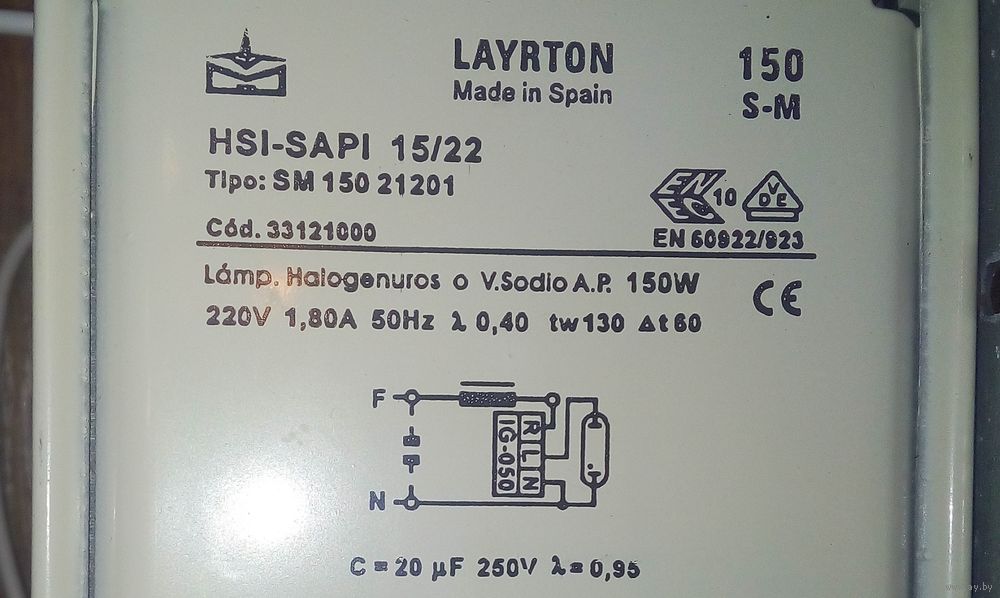 LAYRTON
Made in Spain
150
S-M
HSI-SAPI 15/22
Tipo: SM 150 21201
Cód. 33121000
ENEC 10
VDE
EN 60922/923
Lámp. Halogenuros o V.Sodio A.P. 150W
220V 1,80A 50Hz λ 0,40 tw130 Δt60
CE
F
IG-050
R
L
N
N
C = 20 µF 250V λ = 0,95